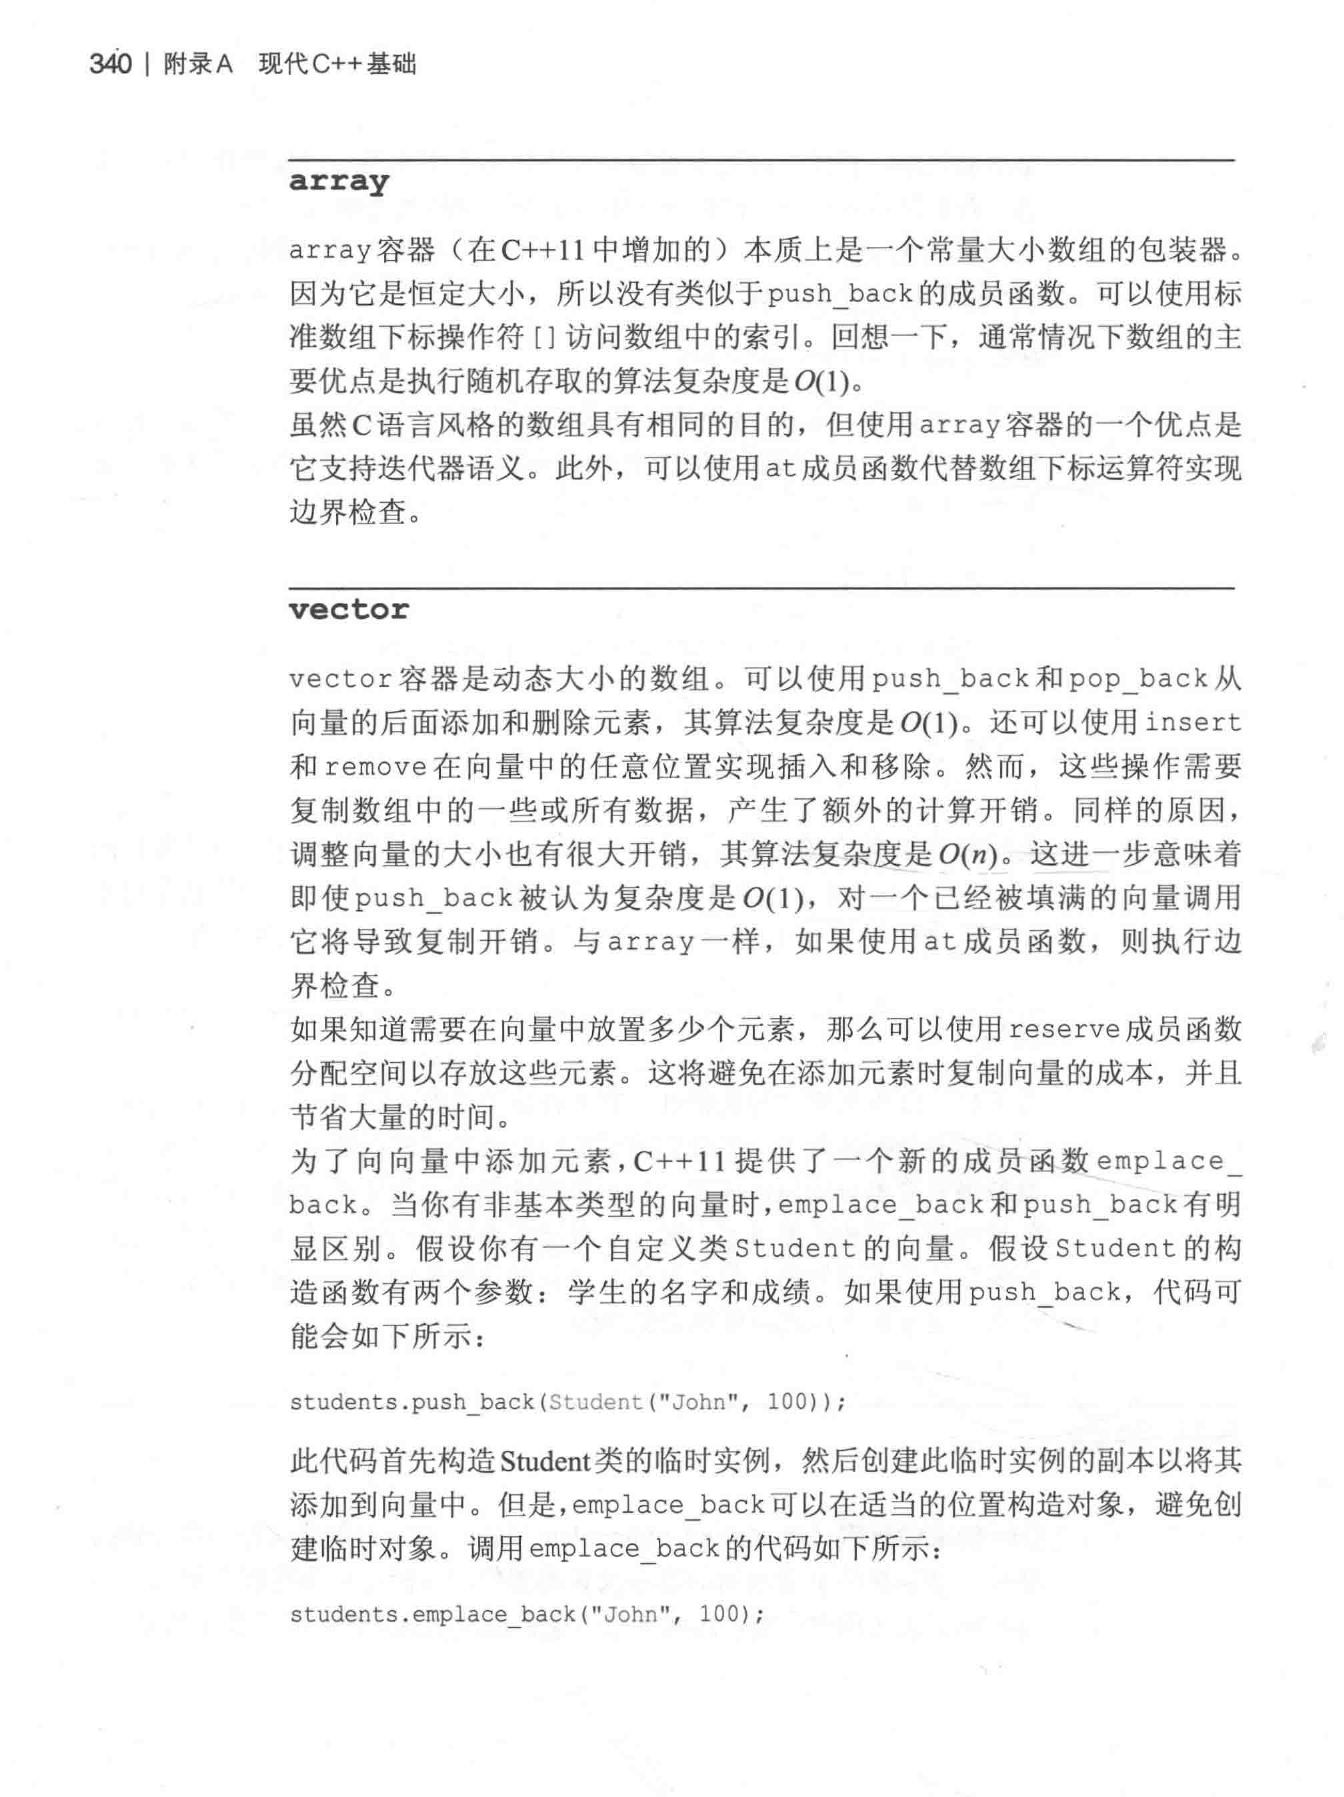 340 | 附录A 现代C++基础
array
array容器（在C++11中增加的）本质上是一个常量大小数组的包装器。
因为它是恒定大小，所以没有类似于push_back的成员函数。可以使用标
准数组下标操作符[]访问数组中的索引。回想一下，通常情况下数组的主
要优点是执行随机存取的算法复杂度是O(1)。
虽然C语言风格的数组具有相同的目的，但使用array容器的一个优点是
它支持迭代器语义。此外，可以使用at成员函数代替数组下标运算符实现
边界检查。
vector
vector容器是动态大小的数组。可以使用push_back和pop_back从
向量的后面添加和删除元素，其算法复杂度是O(1)。还可以使用insert
和remove在向量中的任意位置实现插入和移除。然而，这些操作需要
复制数组中的一些或所有数据，产生了额外的计算开销。同样的原因，
调整向量的大小也有很大开销，其算法复杂度是O(n)。这进一步意味着
即使push_back被认为复杂度是O(1)，对一个已经被填满的向量调用
它将导致复制开销。与array一样，如果使用at成员函数，则执行边
界检查。
如果知道需要在向量中放置多少个元素，那么可以使用reserve成员函数
分配空间以存放这些元素。这将避免在添加元素时复制向量的成本，并且
节省大量的时间。
为了向向量中添加元素，C++11提供了一个新的成员函数emplace_
back。当你有非基本类型的向量时，emplace_back和push_back有明
显区别。假设你有一个自定义类Student的向量。假设Student的构
造函数有两个参数：学生的名字和成绩。如果使用push_back，代码可
能会如下所示：
students.push_back(Student("John", 100));
此代码首先构造Student类的临时实例，然后创建此临时实例的副本以将其
添加到向量中。但是，emplace_back可以在适当的位置构造对象，避免创
建临时对象。调用emplace_back的代码如下所示：
students.emplace_back("John", 100);